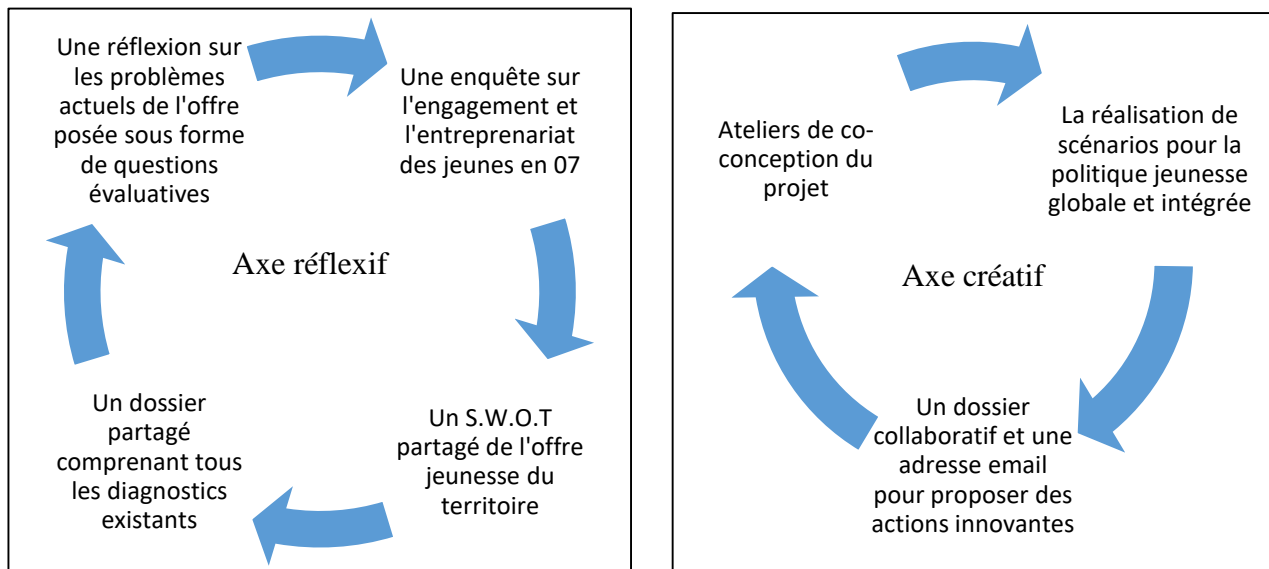 Une réflexion sur
les problèmes
actuels de l'offre
posée sous forme
de questions
évaluatives
Une enquête sur
l'engagement et
l'entreprenariat
des jeunes en 07
Axe réflexif
Un S.W.O.T
partagé de l'offre
jeunesse du
territoire
Un dossier
partagé
comprenant tous
les diagnostics
existants
Ateliers de co-
conception du
projet
La réalisation de
scénarios pour la
politique jeunesse
globale et intégrée
Axe créatif
Un dossier
collaboratif et une
adresse email
pour proposer des
actions innovantes